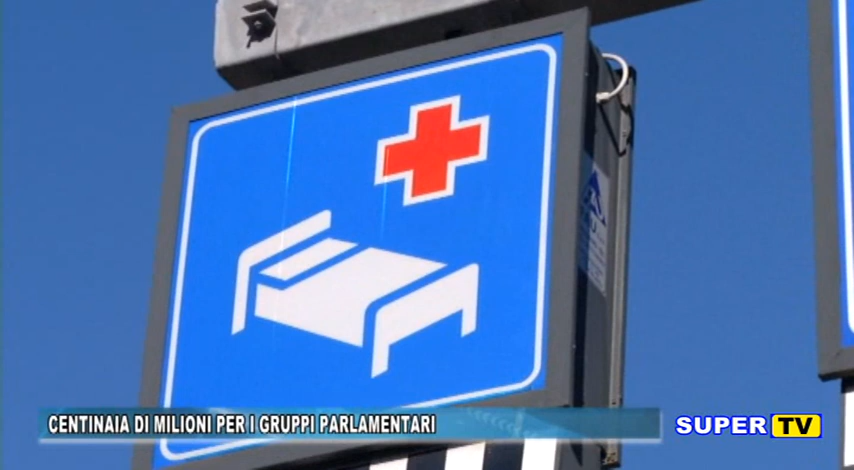 CENTINAIA DI MILIONI PER I GRUPPI PARLAMENTARI
SUPER TV